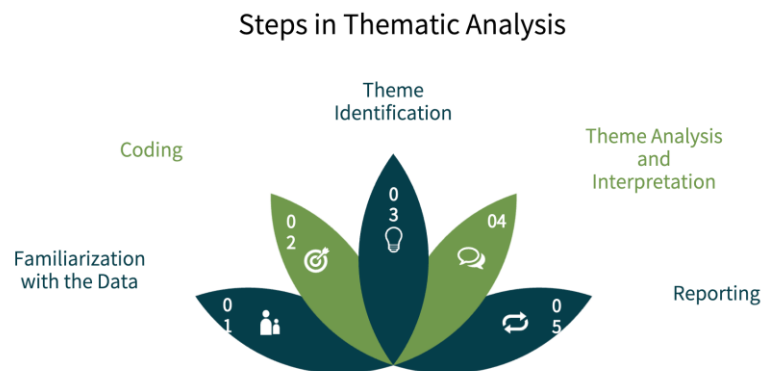 Steps in Thematic Analysis
Theme
Identification
Coding
Theme Analysis
and
Interpretation
Familiarization
with the Data
Reporting
0
1
0
2
0
3
04
0
5